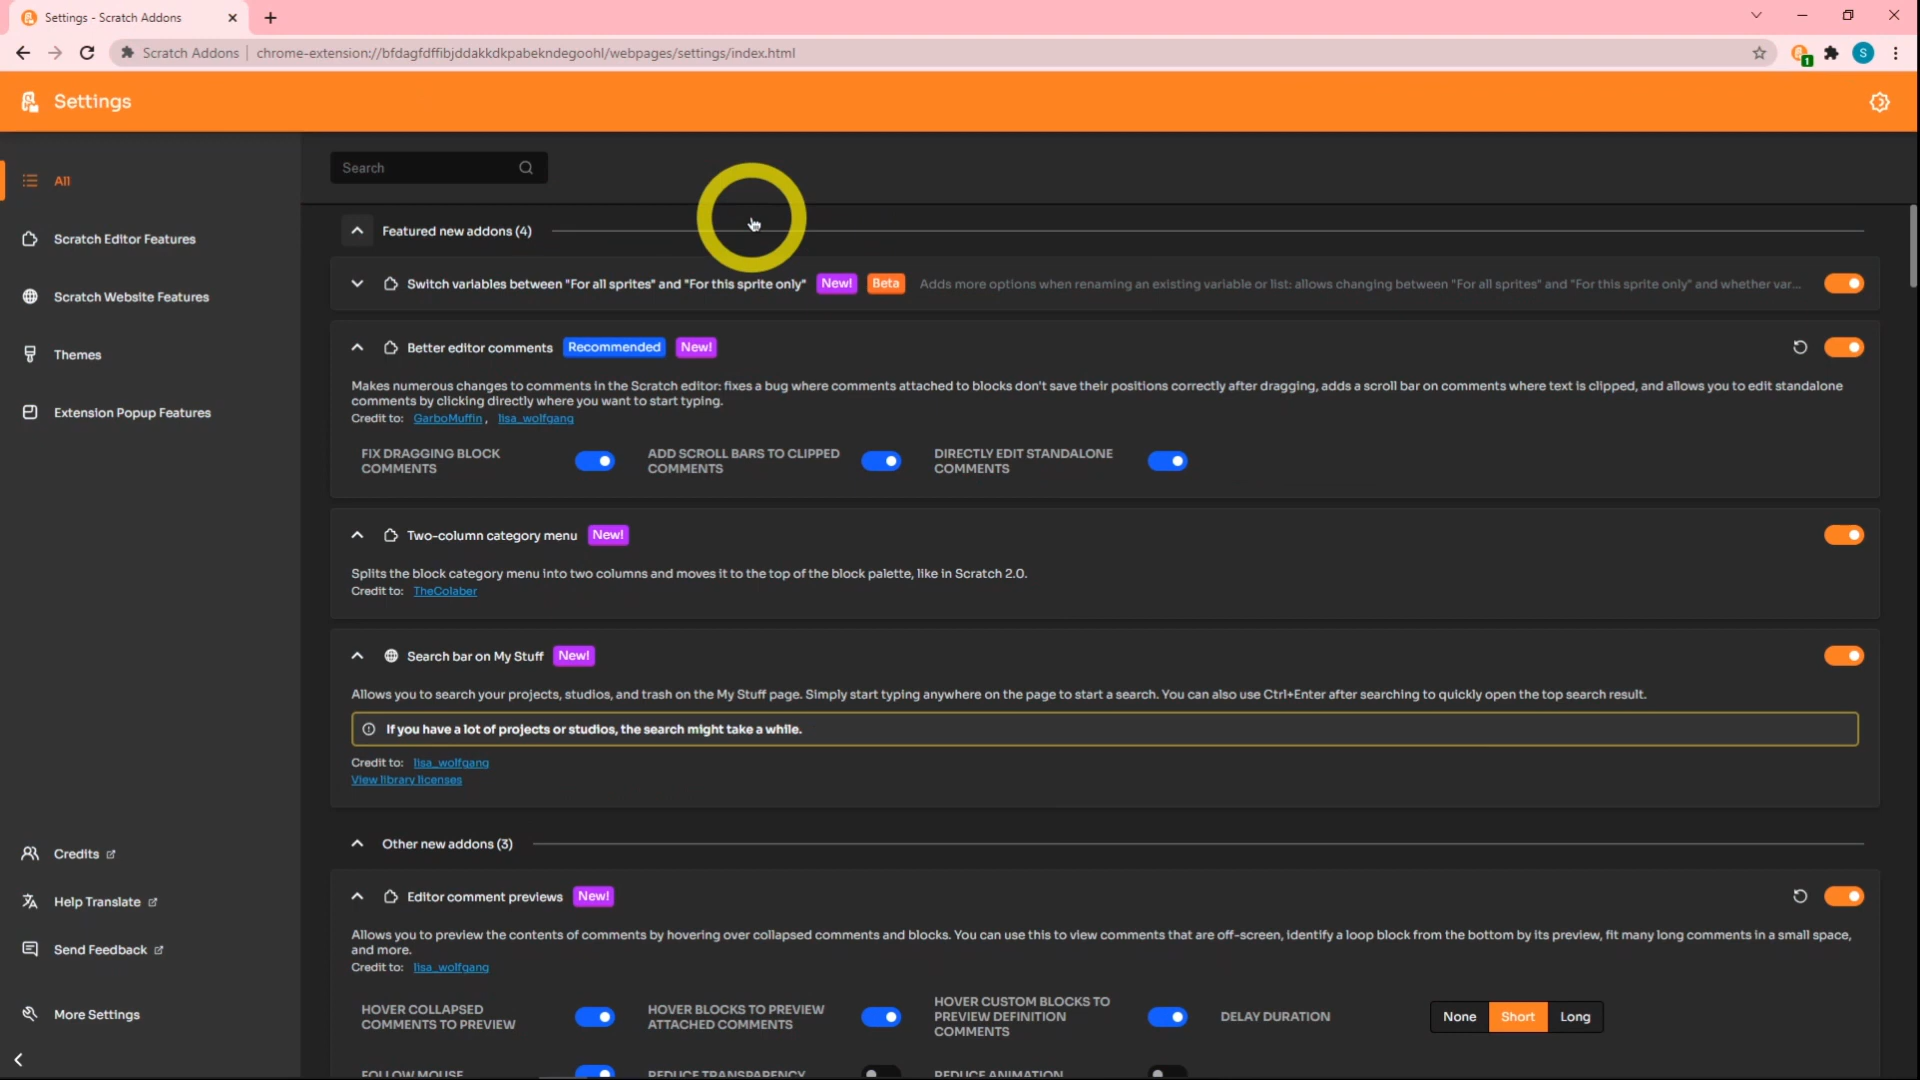 Settings - Scratch Addons
Scratch Addons
chrome-extension://bfdagfdffibjddakkdkpabekndegoohl/webpages/settings/index.html
1
S
Settings
All
Scratch Editor Features
Scratch Website Features
Themes
Extension Popup Features
Credits
Help Translate
Send Feedback
More Settings
Search
Featured new addons (4)
Switch variables between "For all sprites" and "For this sprite only" New! Beta Adds more options when renaming an existing variable or list: allows changing between "For all sprites" and "For this sprite only" and whether var...
Better editor comments Recommended New!
Makes numerous changes to comments in the Scratch editor: fixes a bug where comments attached to blocks don't save their positions correctly after dragging, adds a scroll bar on comments where text is clipped, and allows you to edit standalone
comments by clicking directly where you want to start typing.
Credit to: GarboMuffin, lisa_wolfgang
FIX DRAGGING BLOCK
COMMENTS
ADD SCROLL BARS TO CLIPPED
COMMENTS
DIRECTLY EDIT STANDALONE
COMMENTS
Two-column category menu New!
Splits the block category menu into two columns and moves it to the top of the block palette, like in Scratch 2.0.
Credit to: TheColaber
Search bar on My Stuff New!
Allows you to search your projects, studios, and trash on the My Stuff page. Simply start typing anywhere on the page to start a search. You can also use Ctrl+Enter after searching to quickly open the top search result.
If you have a lot of projects or studios, the search might take a while.
Credit to: lisa_wolfgang
View library licenses
Other new addons (3)
Editor comment previews New!
Allows you to preview the contents of comments by hovering over collapsed comments and blocks. You can use this to view comments that are off-screen, identify a loop block from the bottom by its preview, fit many long comments in a small space,
and more.
Credit to: lisa_wolfgang
HOVER COLLAPSED
COMMENTS TO PREVIEW
HOVER BLOCKS TO PREVIEW
ATTACHED COMMENTS
HOVER CUSTOM BLOCKS TO
PREVIEW DEFINITION
COMMENTS
DELAY DURATION
None Short Long
FOLLOW MOUSE
REDUCE TRANSPARENCY
REDUCE ANIMATION